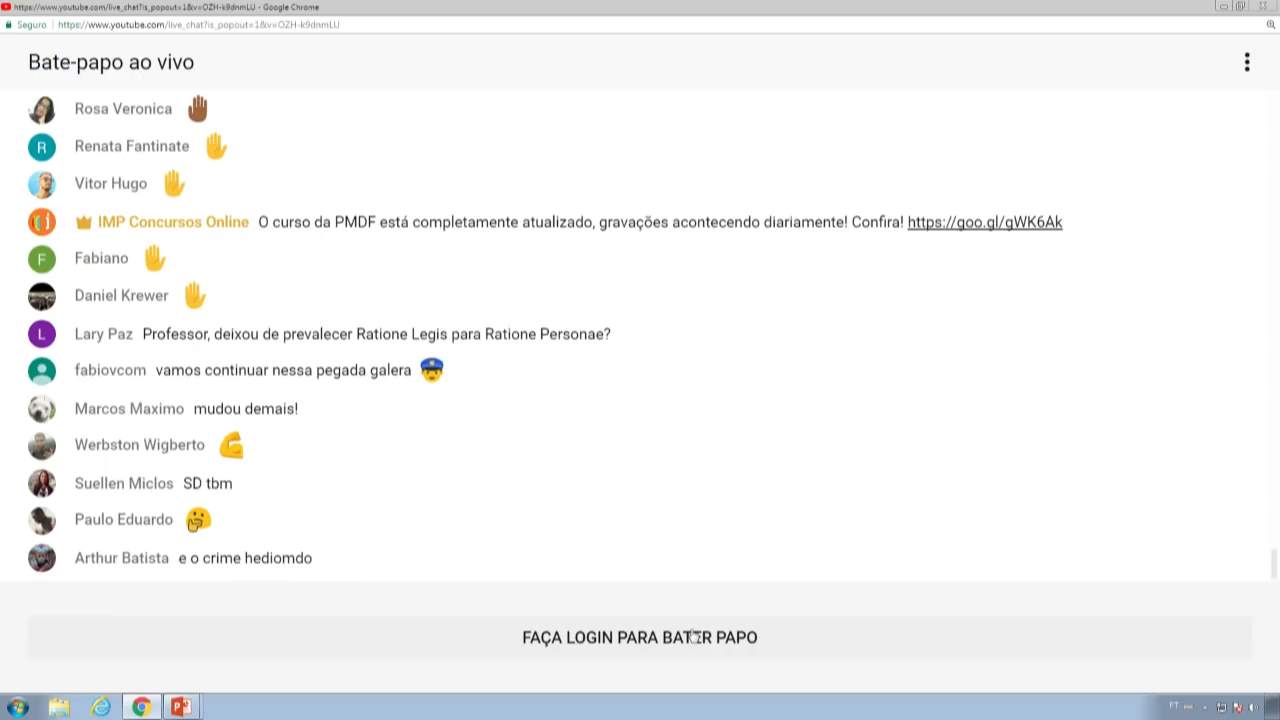 https://www.youtube.com/live_chat?is_popout=1&v=OZH-k9dnmLU - Google Chrome
Seguro https://www.youtube.com/live_chat?is_popout=1&v=OZH-k9dnmLU
Bate-papo ao vivo
Rosa Veronica
R Renata Fantinate
Vitor Hugo
IMP Concursos Online O curso da PMDF está completamente atualizado, gravações acontecendo diariamente! Confira! https://goo.gl/gWK6Ak
F Fabiano
Daniel Krewer
L Lary Paz Professor, deixou de prevalecer Ratione Legis para Ratione Personae?
fabiovcom vamos continuar nessa pegada galera
Marcos Maximo mudou demais!
Werbston Wigberto
Suellen Miclos SD tbm
Paulo Eduardo
Arthur Batista e o crime hediomdo
FAÇA LOGIN PARA BATER PAPO
PT